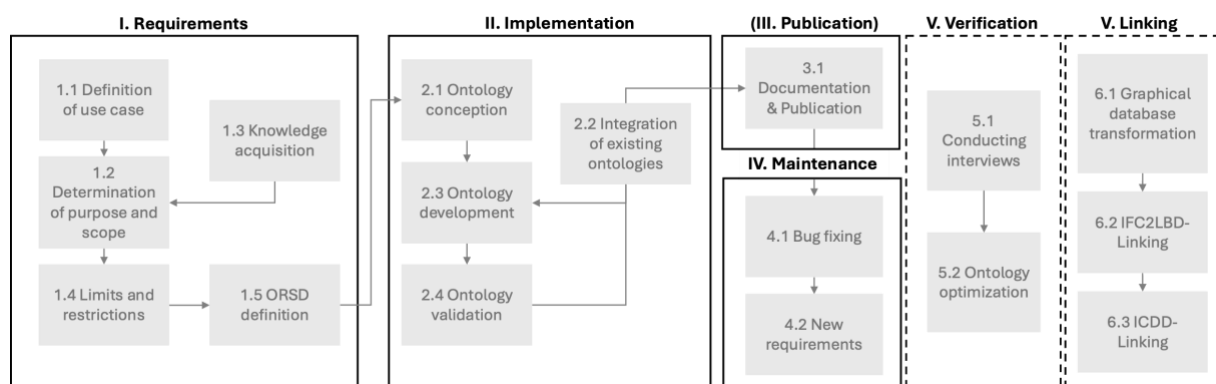 I. Requirements
1.1 Definition
of use case
1.3 Knowledge
acquisition
1.2
Determination
of purpose and
scope
1.4 Limits and
restrictions
1.5 ORSD
definition
II. Implementation
2.1 Ontology
conception
2.2 Integration
of existing
ontologies
2.3 Ontology
development
2.4 Ontology
validation
(III. Publication)
3.1
Documentation
& Publication
IV. Maintenance
4.1 Bug fixing
4.2 New
requirements
V. Verification
5.1
Conducting
interviews
5.2 Ontology
optimization
V. Linking
6.1 Graphical
database
transformation
6.2 IFC2LBD-
Linking
6.3 ICDD-
Linking